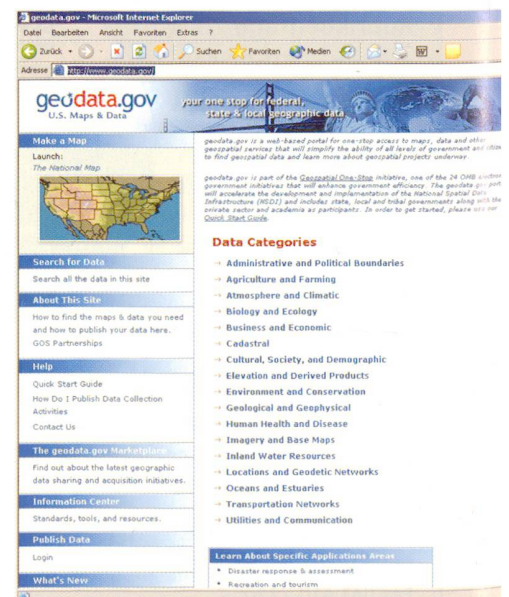 geodata.gov - Microsoft Internet Explorer
Datei Bearbeiten Ansicht Favoriten Extras ?
Zurück Suchen Favoriten Medien
Adresse http://www.geodata.gov/
geodata.gov
U.S. Maps & Data
your one stop for federal,
state & local geographic data
Make a Map
Launch:
The National Map
Search for Data
Search all the data in this site
About This Site
How to find the maps & data you need
and how to publish your data here.
GOS Partnerships
Help
Quick Start Guide
How Do I Publish Data Collection
Activities
Contact Us
The geodata.gov Marketplace
Find out about the latest geographic
data sharing and acquisition initiatives.
Information Center
Standards, tools, and resources.
Publish Data
Login
What's New
geodata.gov is a web-based portal for one-stop access to maps, data and other
geospatial services that will simplify the ability of all levels of government and
to find geospatial data and learn more about geospatial projects underway.
geodata.gov is part of the Geospatial One-Stop initiative, one of the 24 OMB
government initiatives that will enhance government efficiency. The geodata.gov
will accelerate the development and implementation of the National Spatial Data
Infrastructure (NSDI) and includes state, local and tribal governments along with the
private sector and academia as participants. In order to get started, please use our
Quick Start Guide.
Data Categories
→ Administrative and Political Boundaries
→ Agriculture and Farming
→ Atmosphere and Climatic
→ Biology and Ecology
→ Business and Economic
→ Cadastral
→ Cultural, Society, and Demographic
→ Elevation and Derived Products
→ Environment and Conservation
→ Geological and Geophysical
→ Human Health and Disease
→ Imagery and Base Maps
→ Inland Water Resources
→ Locations and Geodetic Networks
→ Oceans and Estuaries
→ Transportation Networks
→ Utilities and Communication
Learn About Specific Applications Areas
• Disaster response & assessment
• Recreation and tourism